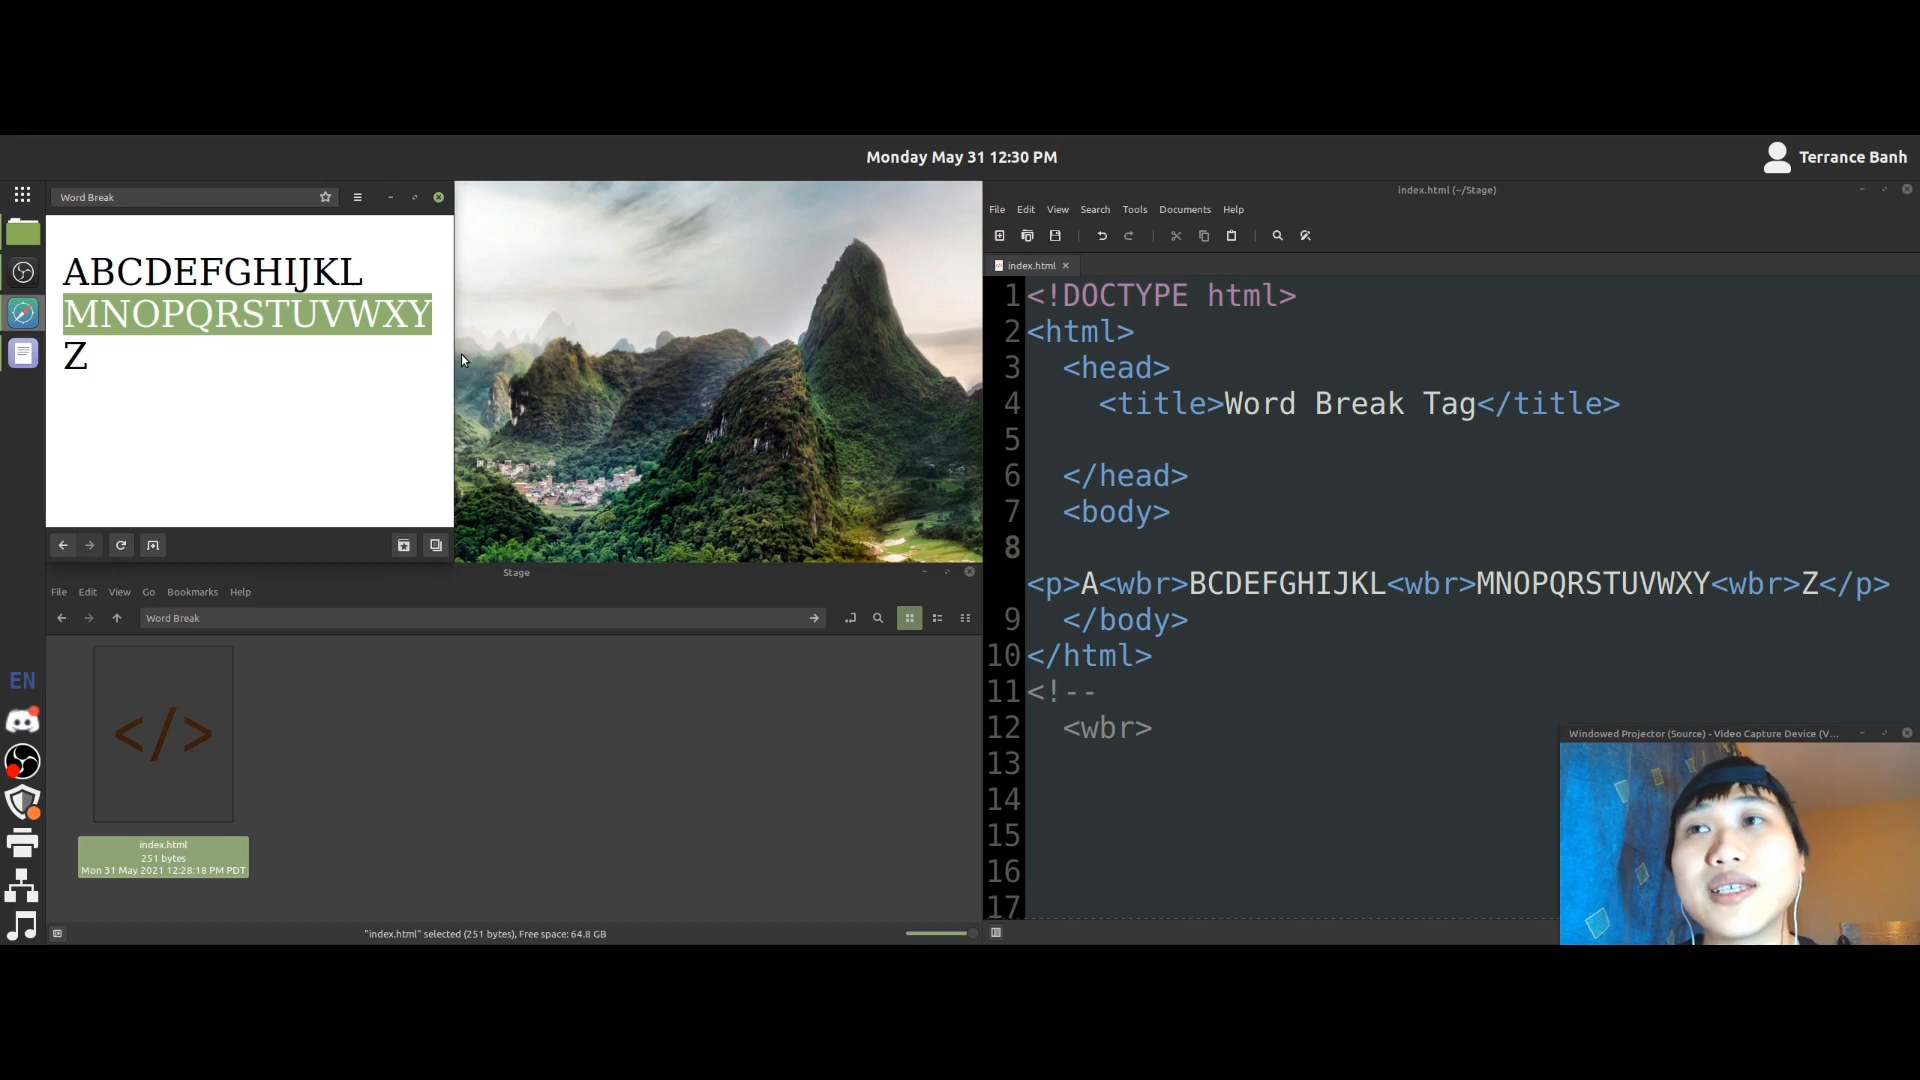 Monday May 31 12:30 PM
Terrance Banh
Word Break
ABCDEFGHIJKL
MNOPQRSTUVWXY
Z
index.html (~/Stage)
File Edit View Search Tools Documents Help
index.html
1 <!DOCTYPE html>
2 <html>
3 <head>
4 <title>Word Break Tag</title>
5
6 </head>
7 <body>
8
<p>A<wbr>BCDEFGHIJKL<wbr>MNOPQRSTUVWXY<wbr>Z</p>
9 </body>
10 </html>
11 <!--
12 <wbr>
13
14
15
16
17
Stage
File Edit View Go Bookmarks Help
Word Break
</>
index.html
251 bytes
Mon 31 May 2021 12:28:18 PM PDT
"index.html" selected (251 bytes), Free space: 64.8 GB
EN
Windowed Projector (Source) - Video Capture Device (V...